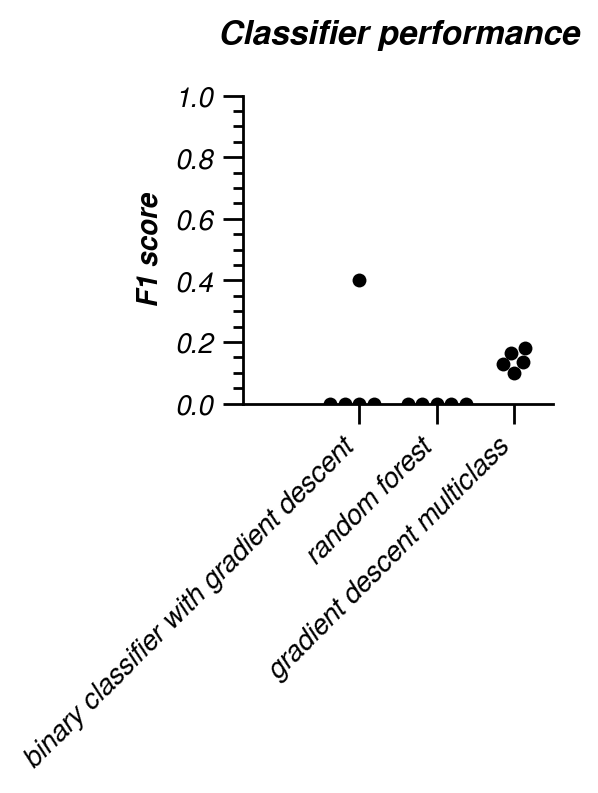 Classifier performance
1.0
0.8
0.6
0.4
0.2
0.0
F1 score
binary classifier with gradient descent
random forest
gradient descent multiclass